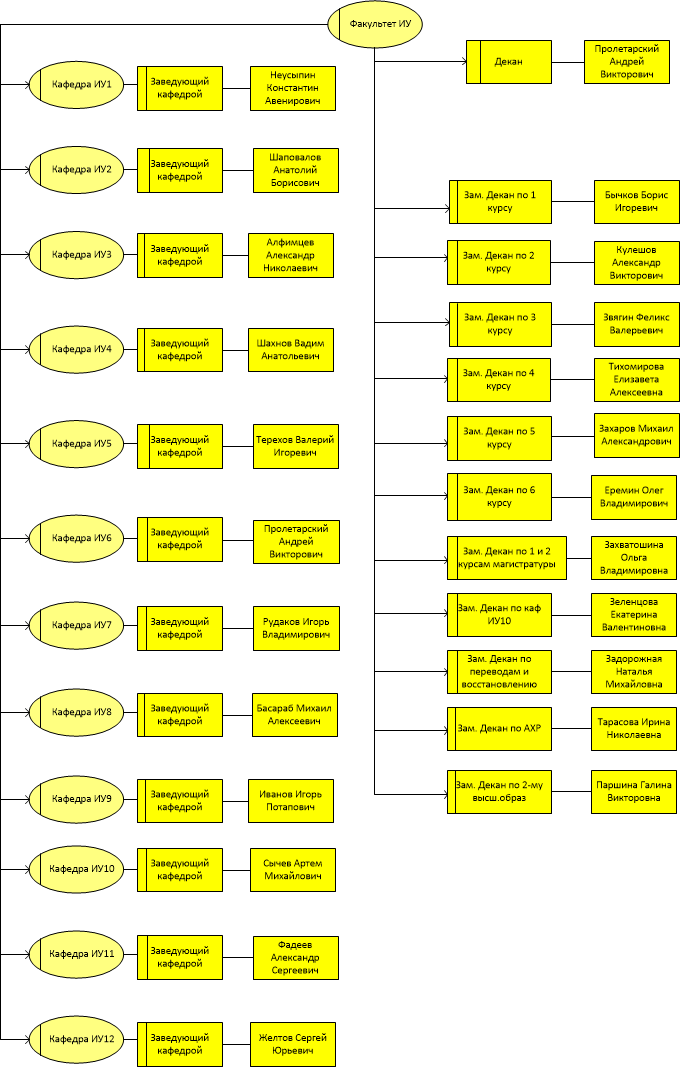 Факультет ИУ
Декан
Пролетарский
Андрей
Викторович
Кафедра ИУ1
Заведующий
кафедрой
Неусыпин
Константин
Авенирович
Кафедра ИУ2
Заведующий
кафедрой
Шаповалов
Анатолий
Борисович
Кафедра ИУ3
Заведующий
кафедрой
Алфимцев
Александр
Николаевич
Кафедра ИУ4
Заведующий
кафедрой
Шахнов Вадим
Анатольевич
Кафедра ИУ5
Заведующий
кафедрой
Терехов Валерий
Игоревич
Кафедра ИУ6
Заведующий
кафедрой
Пролетарский
Андрей
Викторович
Кафедра ИУ7
Заведующий
кафедрой
Рудаков Игорь
Владимирович
Кафедра ИУ8
Заведующий
кафедрой
Басараб Михаил
Алексеевич
Кафедра ИУ9
Заведующий
кафедрой
Иванов Игорь
Потапович
Кафедра ИУ10
Заведующий
кафедрой
Сычев Артем
Михайлович
Кафедра ИУ11
Заведующий
кафедрой
Фадеев
Александр
Сергеевич
Кафедра ИУ12
Заведующий
кафедрой
Желтов Сергей
Юрьевич
Зам. Декан по 1
курсу
Бычков Борис
Игоревич
Зам. Декан по 2
курсу
Кулешов
Александр
Викторович
Зам. Декан по 3
курсу
Звягин Феликс
Валерьевич
Зам. Декан по 4
курсу
Тихомирова
Елизавета
Алексеевна
Зам. Декан по 5
курсу
Захаров Михаил
Александрович
Зам. Декан по 6
курсу
Еремин Олег
Владимирович
Зам. Декан по 1 и 2
курсам магистратуры
Захватошина
Ольга
Владимировна
Зам. Декан по каф
ИУ10
Зеленцова
Екатерина
Валентиновна
Зам. Декан по
переводам и
восстановлению
Задорожная
Наталья
Михайловна
Зам. Декан по АХР
Тарасова Ирина
Николаевна
Зам. Декан по 2-му
высш.образ
Паршина Галина
Викторовна